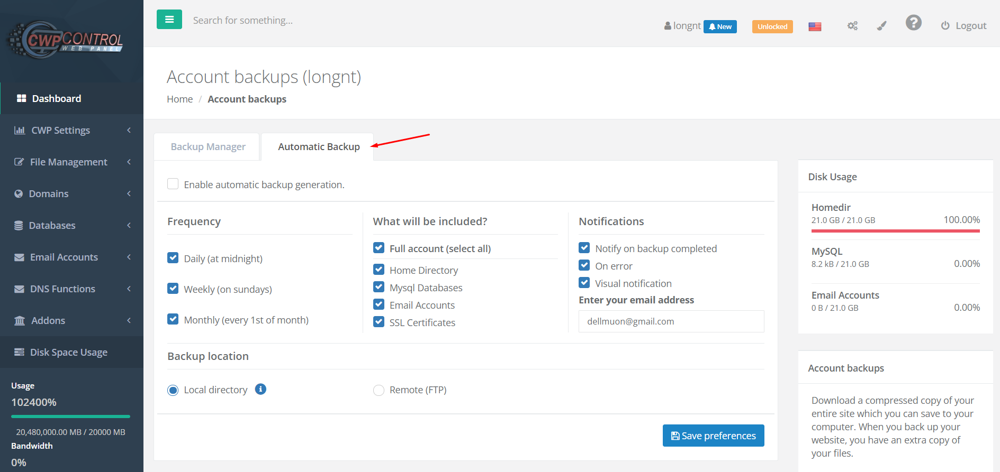 CWP CONTROL
WEB PANEL
Dashboard
CWP Settings
File Management
Domains
Databases
Email Accounts
DNS Functions
Addons
Disk Space Usage
Usage
102400%
20,480,000.00 MB / 20000 MB
Bandwidth
0%
Search for something...
longnt New Unlocked Logout
Account backups (longnt)
Home / Account backups
Backup Manager Automatic Backup
Enable automatic backup generation.
Frequency
Daily (at midnight)
Weekly (on sundays)
Monthly (every 1st of month)
What will be included?
Full account (select all)
Home Directory
Mysql Databases
Email Accounts
SSL Certificates
Notifications
Notify on backup completed
On error
Visual notification
Enter your email address
dellmuon@gmail.com
Backup location
Local directory Remote (FTP)
Save preferences
Disk Usage
Homedir
21.0 GB / 21.0 GB 100.00%
MySQL
8.2 kB / 21.0 GB 0.00%
Email Accounts
0 B / 21.0 GB 0.00%
Account backups
Download a compressed copy of your
entire site which you can save to your
computer. When you back up your
website, you have an extra copy of
your files.